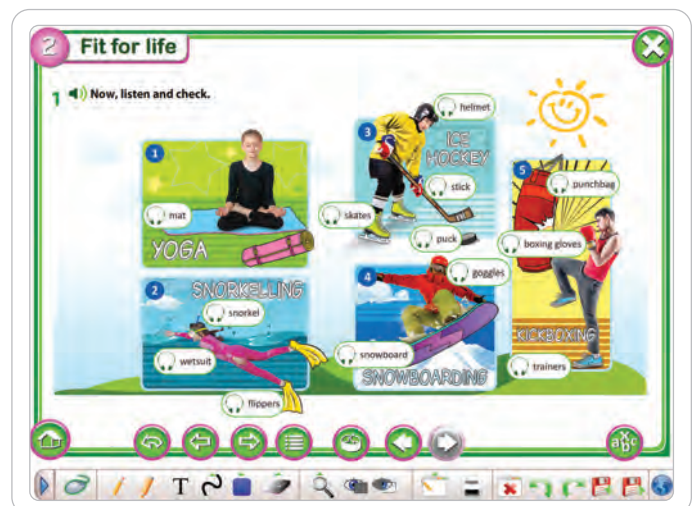 2 Fit for life
1 Now, listen and check.
1
mat
YOGA
2
SNORKELLING
snorkel
wetsuit
flippers
3
helmet
ICE
HOCKEY
stick
skates
puck
4
goggles
snowboard
SNOWBOARDING
5
punchbag
boxing gloves
KICKBOXING
trainers
T